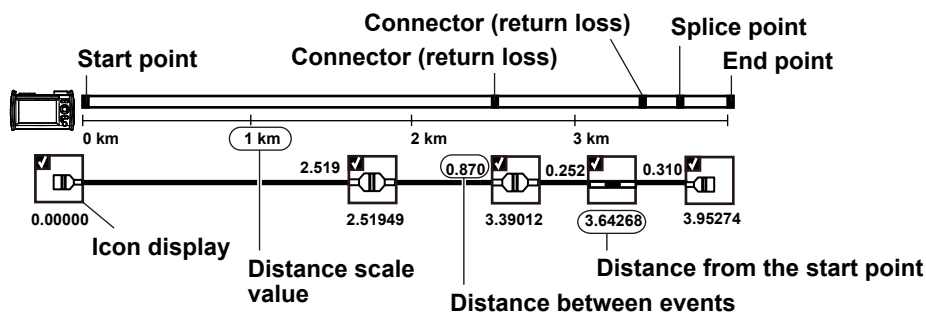 Connector (return loss)
Splice point
Start point
Connector (return loss)
End point
0 km
1 km
2 km
3 km
2.519
0.870
0.252
0.310
0.00000
2.51949
3.39012
3.64268
3.95274
Icon display
Distance scale
value
Distance from the start point
Distance between events